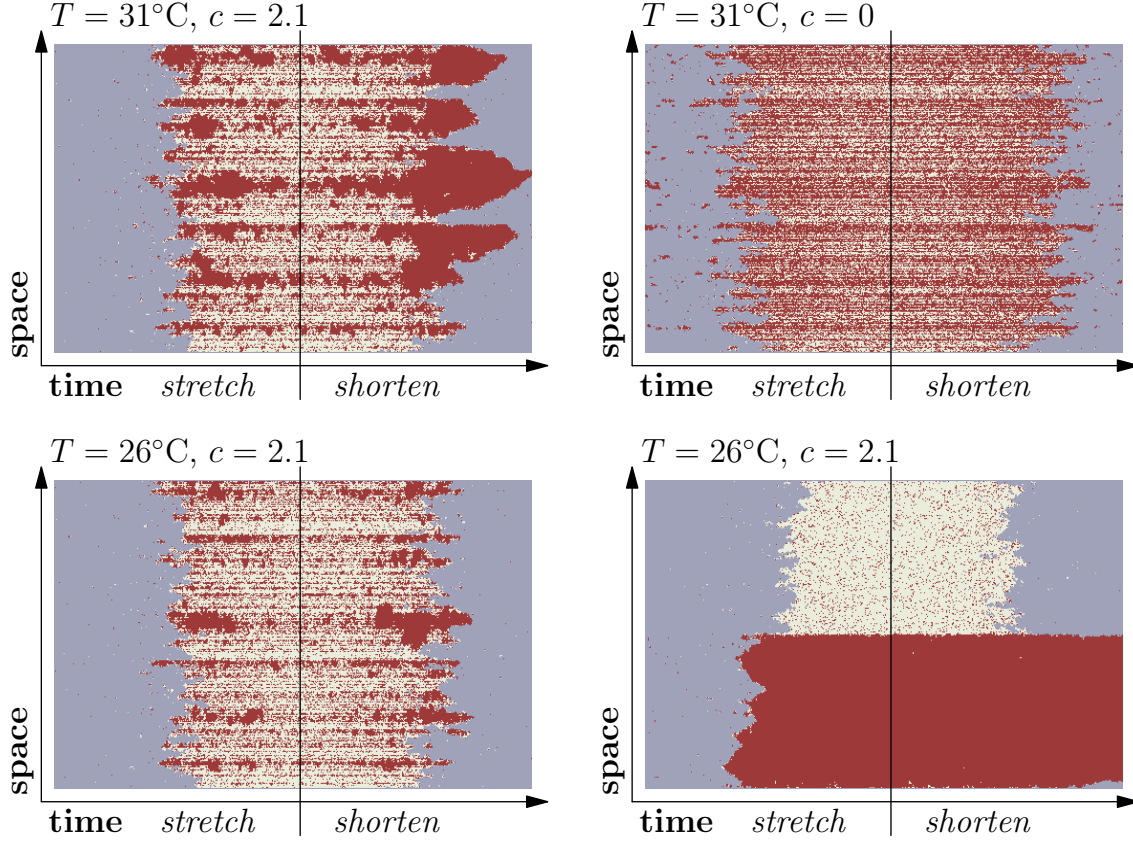 T = 31°C, c = 2.1
T = 31°C, c = 0
space
space
time stretch shorten
time stretch shorten
T = 26°C, c = 2.1
T = 26°C, c = 2.1
space
space
time stretch shorten
time stretch shorten